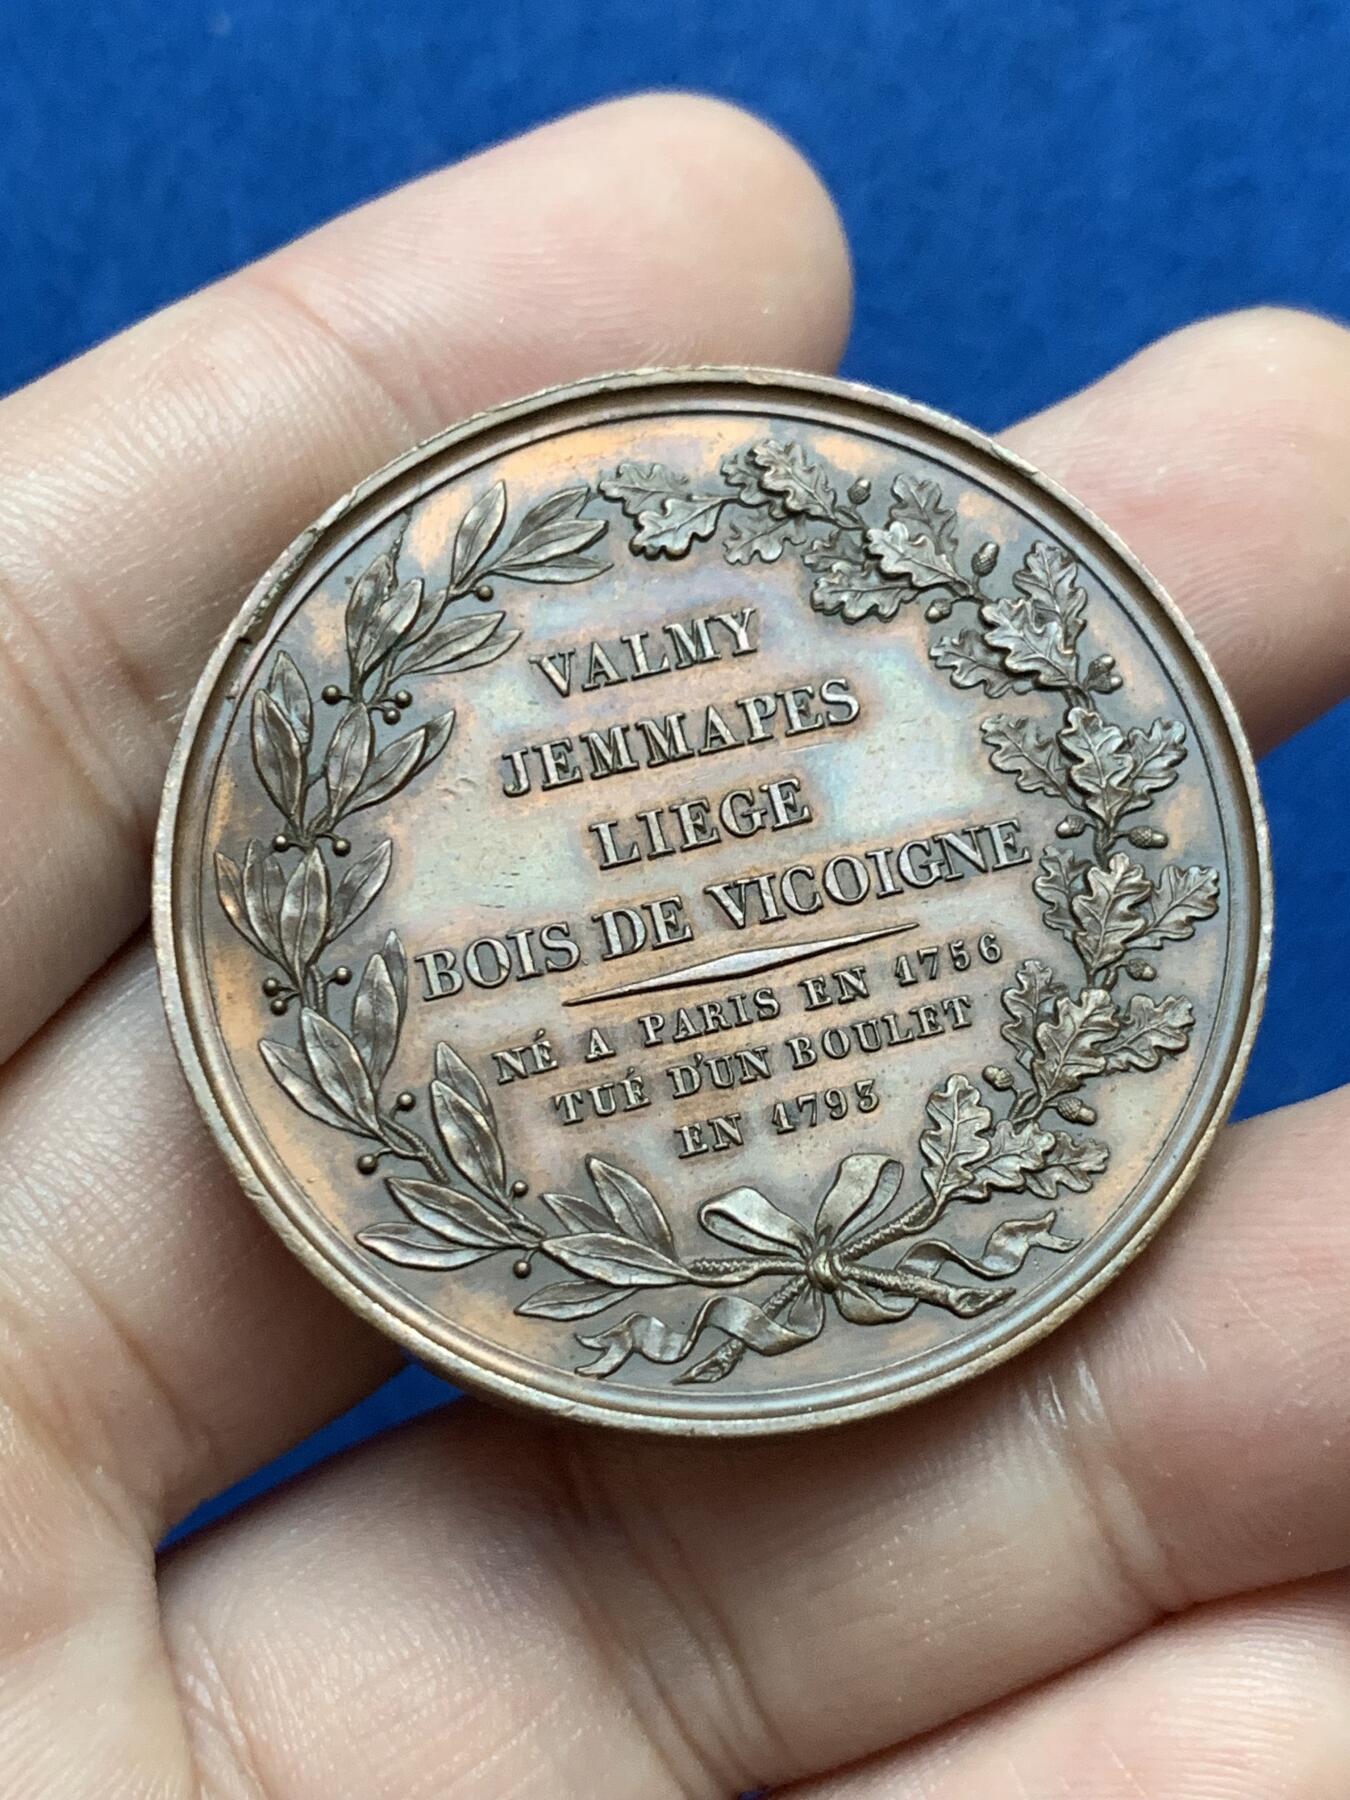 VALMY
JEMMAPES
LIEGE
BOIS DE VICOIGNE
NÉ A PARIS EN 1756
TUÉ D'UN BOULET
EN 1793